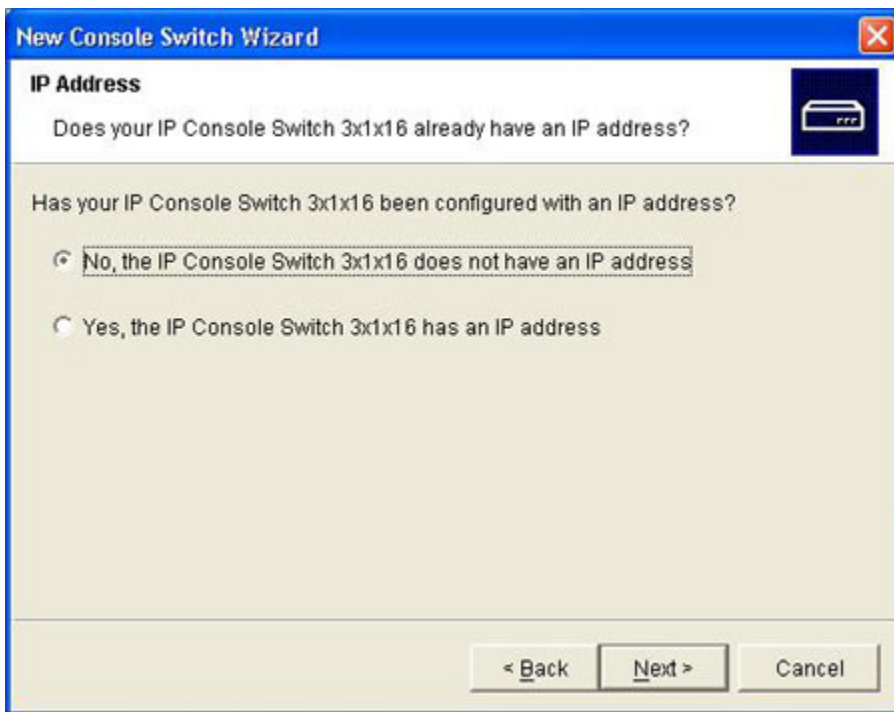 New Console Switch Wizard
IP Address
Does your IP Console Switch 3x1x16 already have an IP address?
Has your IP Console Switch 3x1x16 been configured with an IP address?
No, the IP Console Switch 3x1x16 does not have an IP address
Yes, the IP Console Switch 3x1x16 has an IP address
< Back
Next >
Cancel